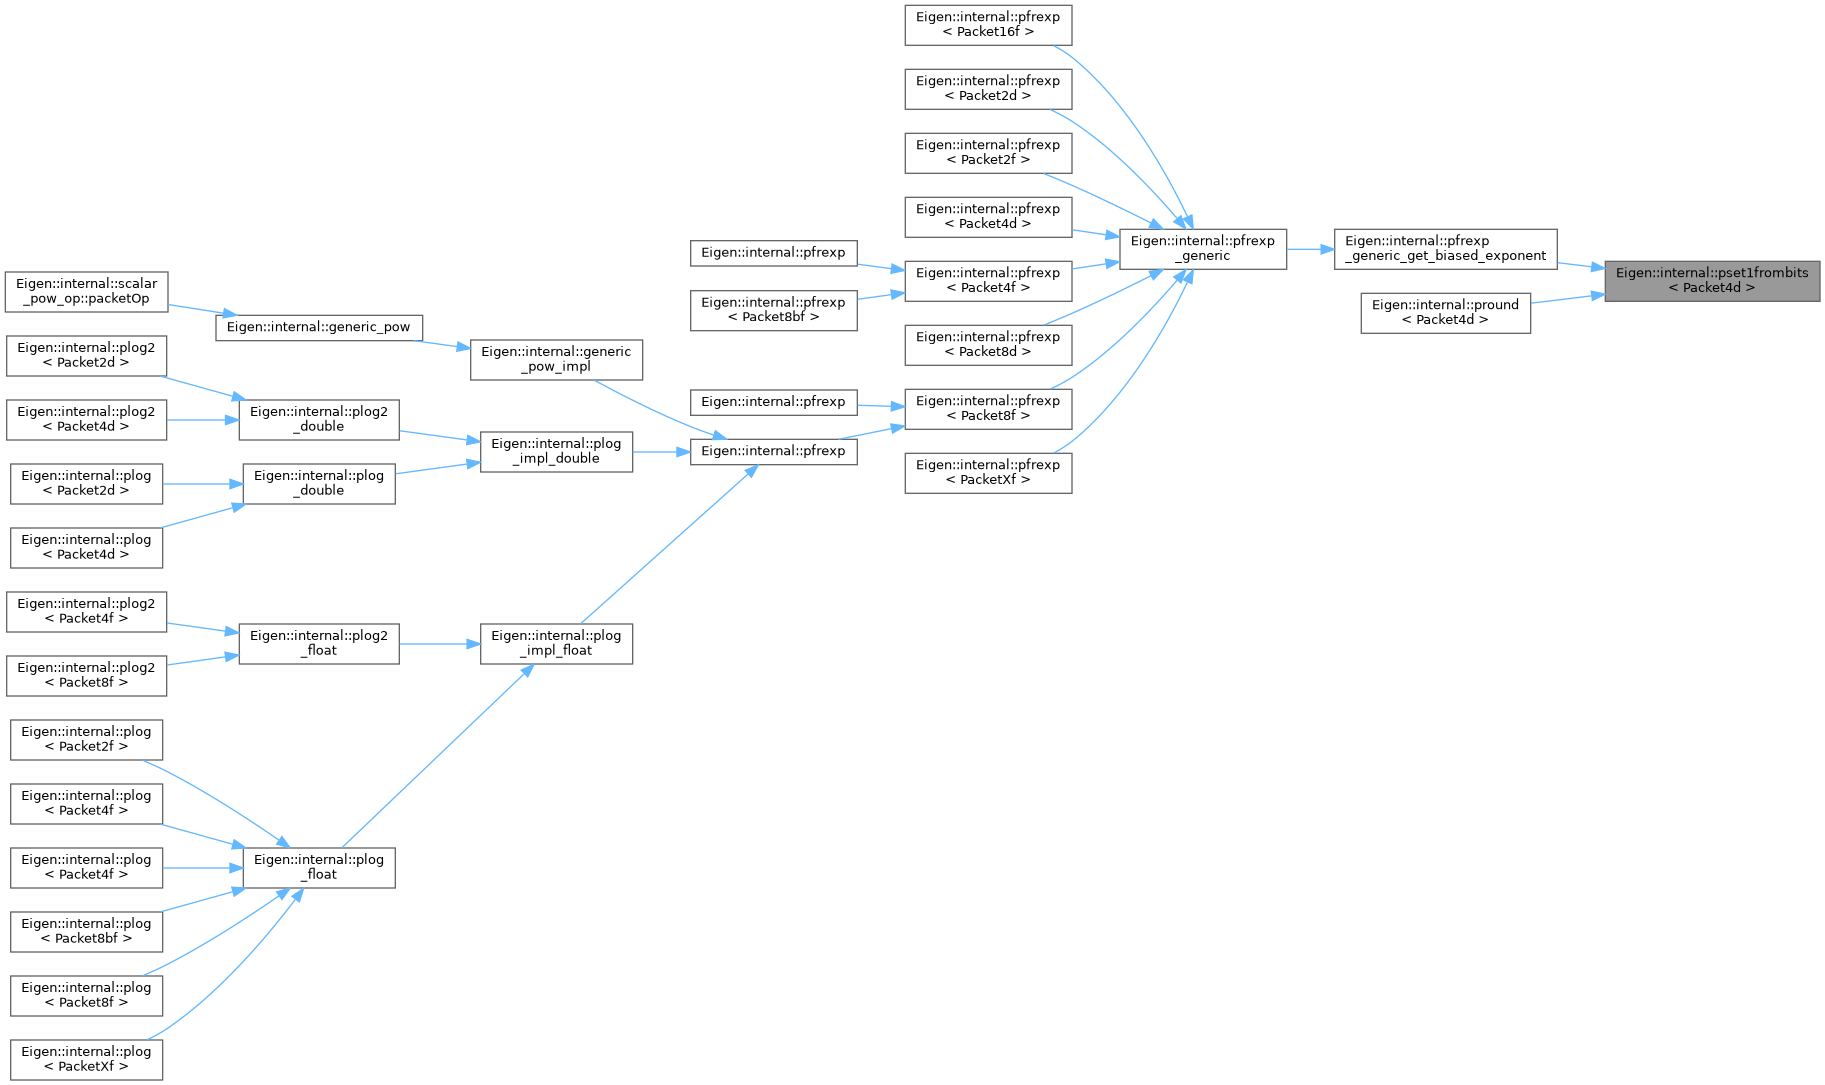 Eigen::internal::pfrexp
< Packet16f >
Eigen::internal::pfrexp
< Packet2d >
Eigen::internal::pfrexp
< Packet2f >
Eigen::internal::pfrexp
< Packet4d >
Eigen::internal::pfrexp
< Packet4f >
Eigen::internal::pfrexp
< Packet8d >
Eigen::internal::pfrexp
< Packet8f >
Eigen::internal::pfrexp
< PacketXf >
Eigen::internal::pfrexp
_generic
Eigen::internal::pfrexp
_generic_get_biased_exponent
Eigen::internal::pset1frombits
< Packet4d >
Eigen::internal::pround
< Packet4d >
Eigen::internal::pfrexp
Eigen::internal::pfrexp
< Packet8bf >
Eigen::internal::pfrexp
Eigen::internal::pfrexp
Eigen::internal::generic
_pow_impl
Eigen::internal::plog
_impl_double
Eigen::internal::plog
_impl_float
Eigen::internal::generic_pow
Eigen::internal::plog2
_double
Eigen::internal::plog
_double
Eigen::internal::plog2
_float
Eigen::internal::plog
_float
Eigen::internal::scalar
_pow_op::packetOp
Eigen::internal::plog2
< Packet2d >
Eigen::internal::plog2
< Packet4d >
Eigen::internal::plog
< Packet2d >
Eigen::internal::plog
< Packet4d >
Eigen::internal::plog2
< Packet4f >
Eigen::internal::plog2
< Packet8f >
Eigen::internal::plog
< Packet2f >
Eigen::internal::plog
< Packet4f >
Eigen::internal::plog
< Packet4f >
Eigen::internal::plog
< Packet8bf >
Eigen::internal::plog
< Packet8f >
Eigen::internal::plog
< PacketXf >